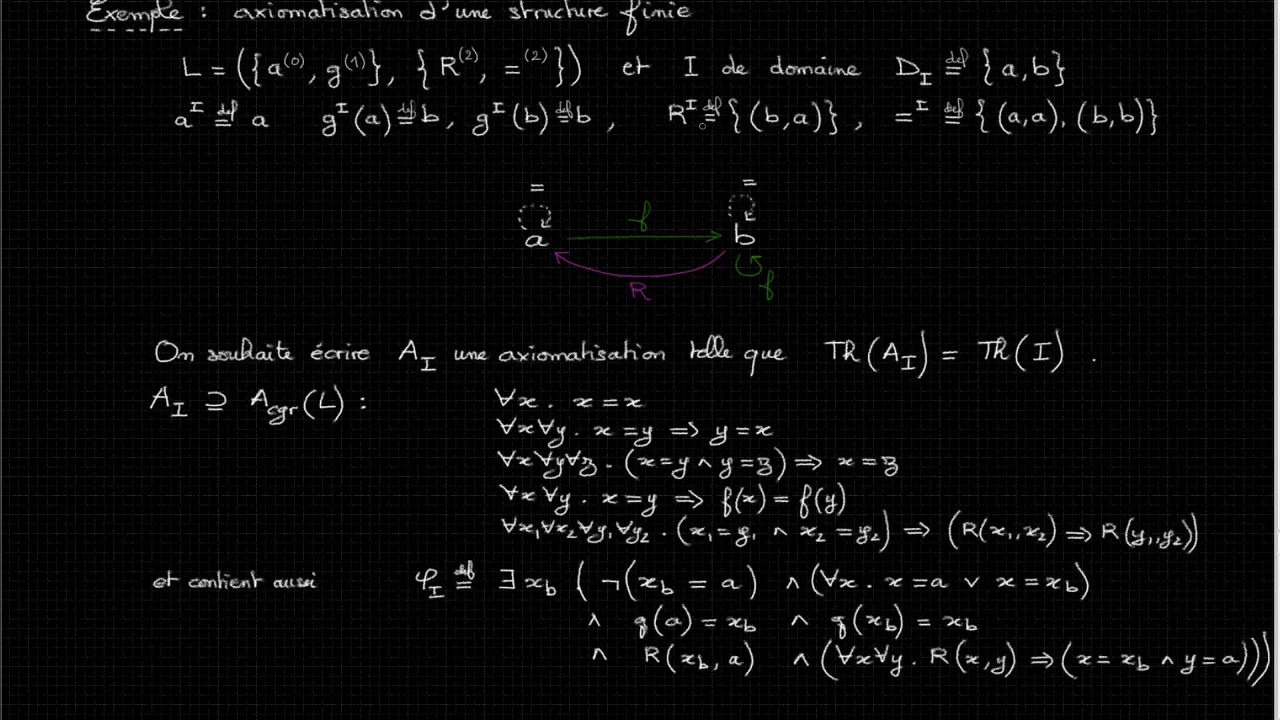 Exemple : axiomatisation d'une structure finie
L = ({a⁽⁰⁾, g⁽¹⁾}, {R⁽²⁾, =⁽²⁾}) et I de domaine D_I ≝ {a,b}
a^I ≝ a g^I(a) ≝ b, g^I(b) ≝ b, R^I ≝ {(b,a)}, =^I ≝ {(a,a), (b,b)}
= =
f
a b
R f
On souhaite écrire A_I une axiomatisation telle que Th(A_I) = Th(I).
A_I ⊇ A_cgr(L) : ∀x. x = x
∀x∀y. x = y ⇒ y = x
∀x∀y∀z. (x = y ∧ y = z) ⇒ x = z
∀x∀y. x = y ⇒ f(x) = f(y)
∀x₁∀x₂∀y₁∀y₂. (x₁ = y₁ ∧ x₂ = y₂) ⇒ (R(x₁,x₂) ⇒ R(y₁,y₂))
et contient aussi φ_I ≝ ∃x_b (¬(x_b = a) ∧ (∀x. x = a ∨ x = x_b)
∧ g(a) = x_b ∧ g(x_b) = x_b
∧ R(x_b, a) ∧ (∀x∀y. R(x,y) ⇒ (x = x_b ∧ y = a)))